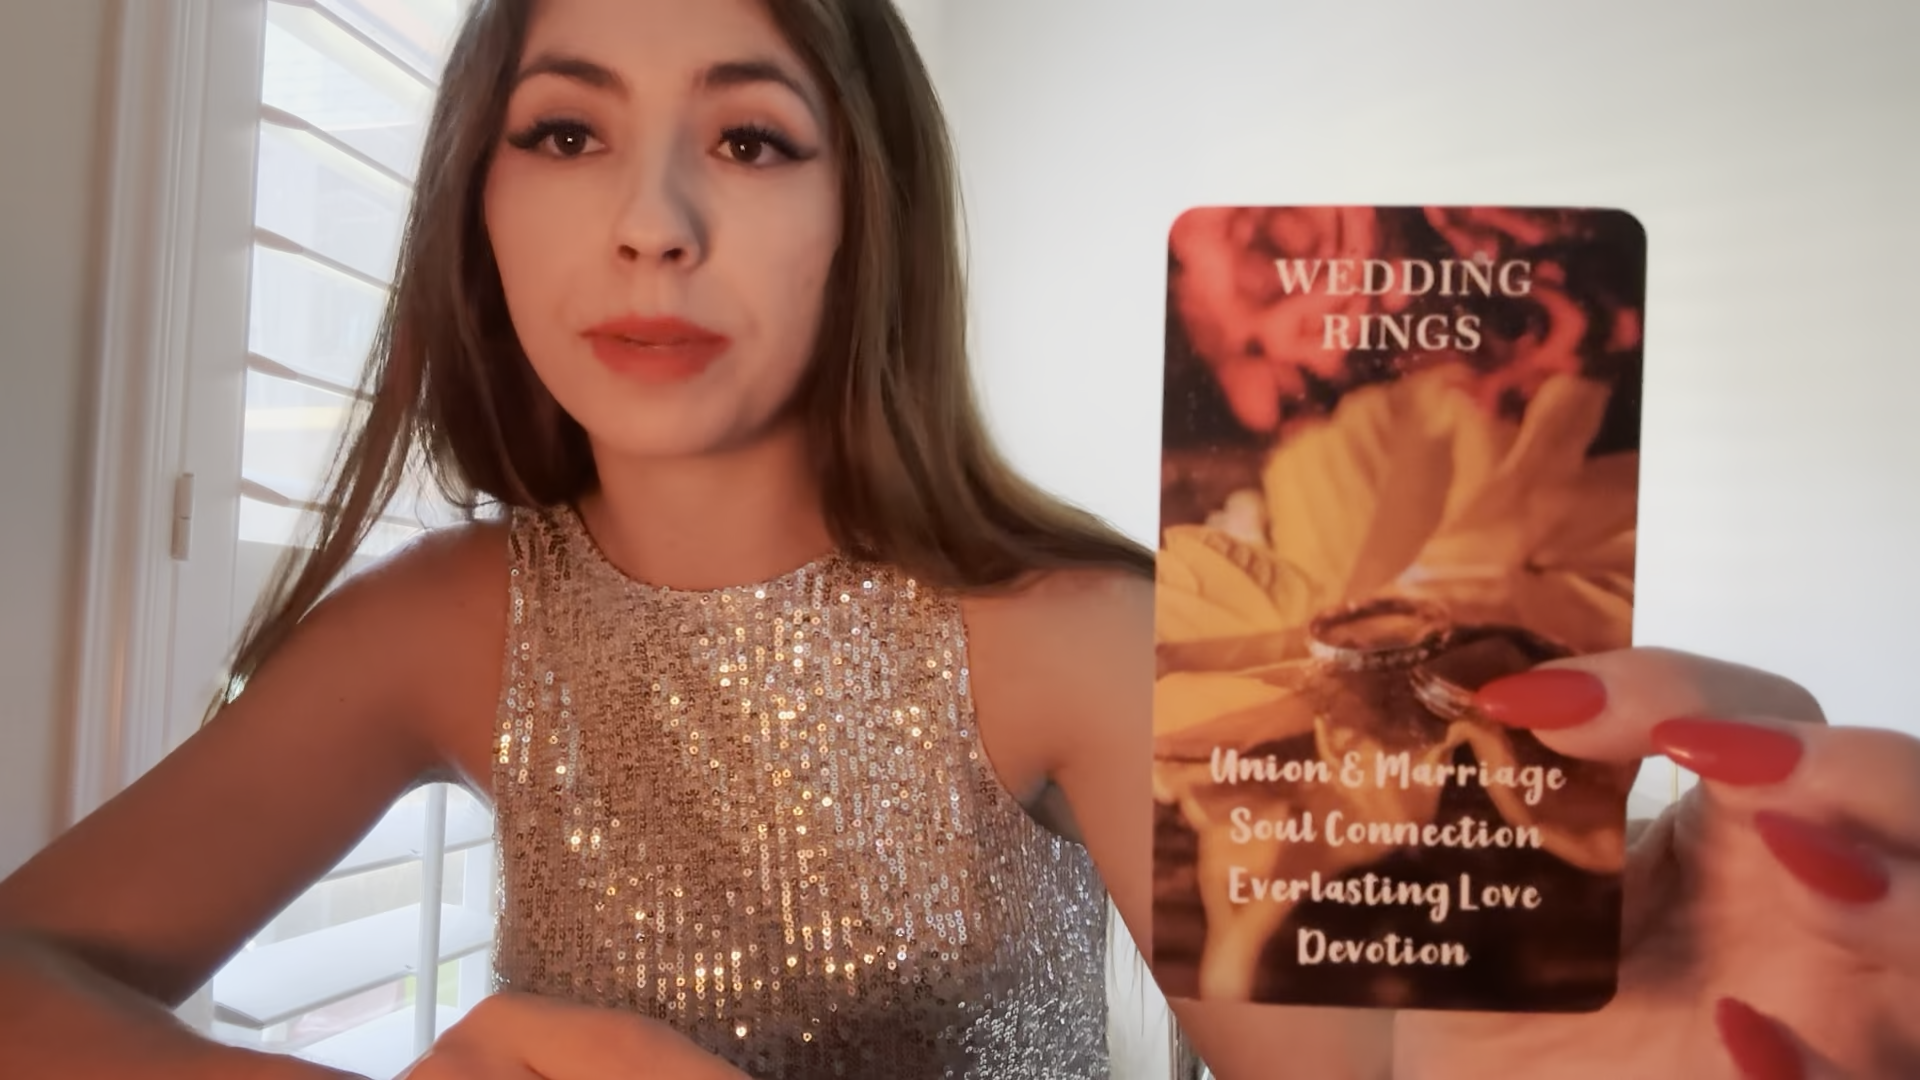 WEDDING
RINGS
Union & Marriage
Soul Connection
Everlasting Love
Devotion